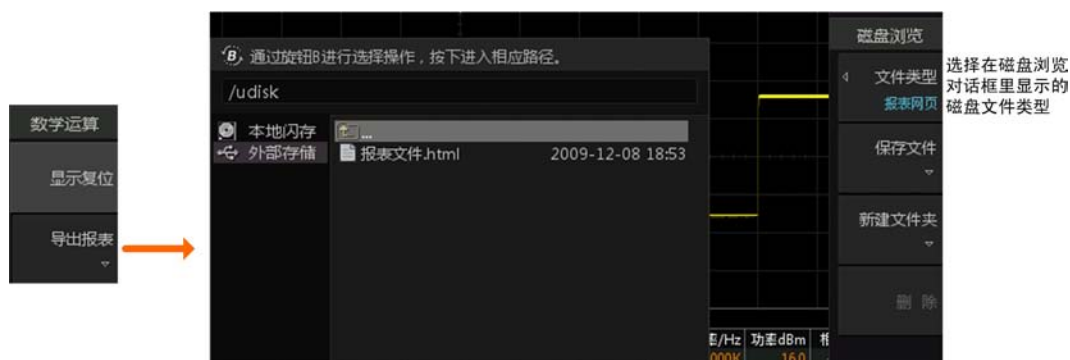 数学运算
显示复位
导出报表
B 通过旋钮B进行选择操作，按下进入相应路径。
/udisk
本地闪存
外部存储
...
报表文件.html 2009-12-08 18:53
磁盘浏览
文件类型
报表网页
保存文件
新建文件夹
删 除
选择在磁盘浏览
对话框里显示的
磁盘文件类型
率/Hz 功率dBm 相
000K 16.0